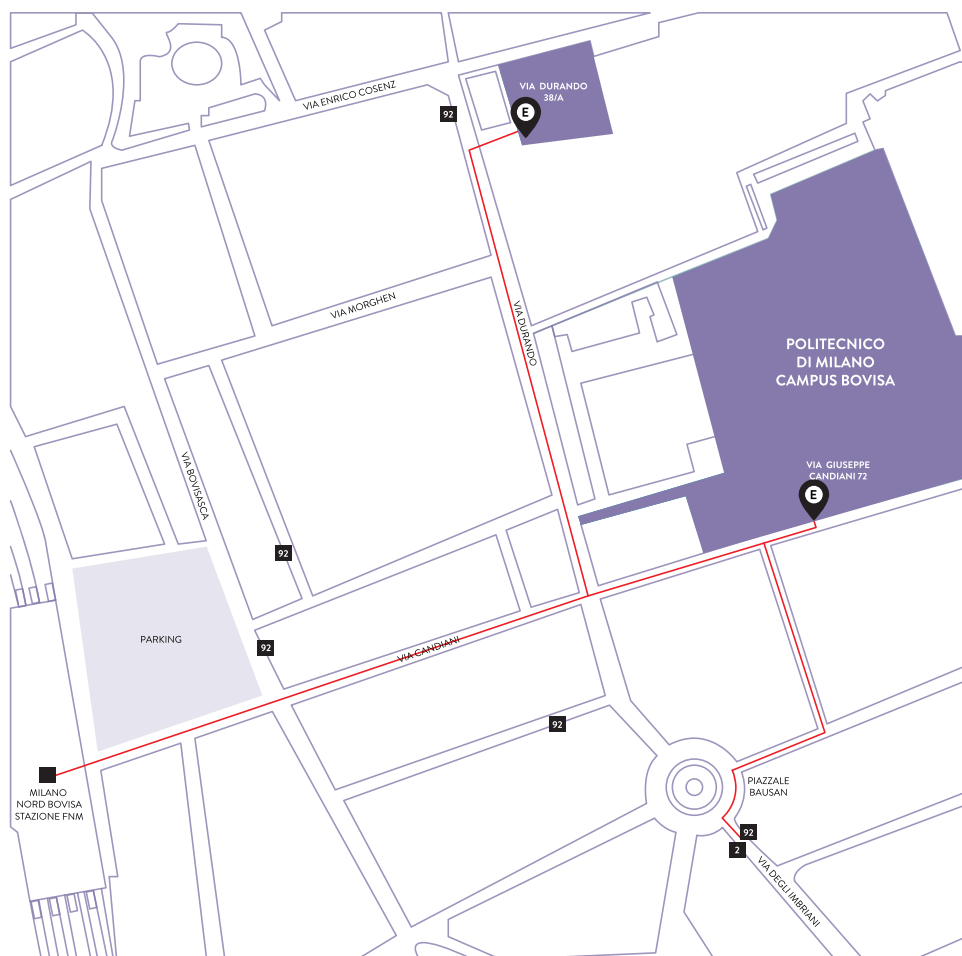 VIA DURANDO
38/A
E
VIA ENRICO COSENZ
92
VIA MORGHEN
VIA DURANDO
POLITECNICO
DI MILANO
CAMPUS BOVISA
VIA GIUSEPPE
CANDIANI 72
E
VIA BOVISASCA
92
PARKING
92
VIA CANDIANI
92
MILANO
NORD BOVISA
STAZIONE FNM
PIAZZALE
BAUSAN
92
2
VIA DEGLI IMBRIANI